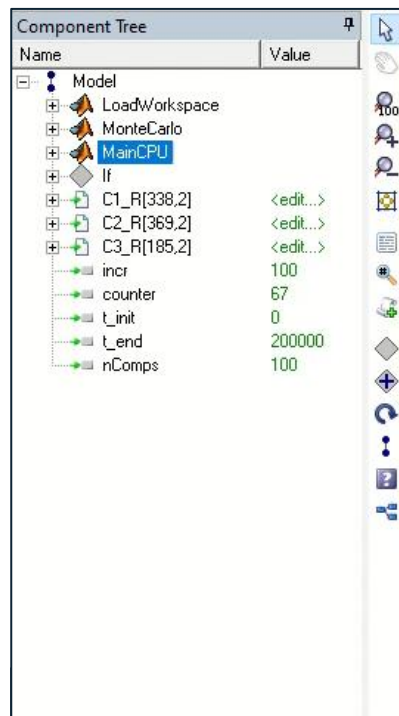 Component Tree
Name Value
Model
LoadWorkspace
MonteCarlo
MainCPU
If
C1_R[338,2] <edit...>
C2_R[369,2] <edit...>
C3_R[185,2] <edit...>
incr 100
counter 67
t_init 0
t_end 200000
nComps 100
100
#
?